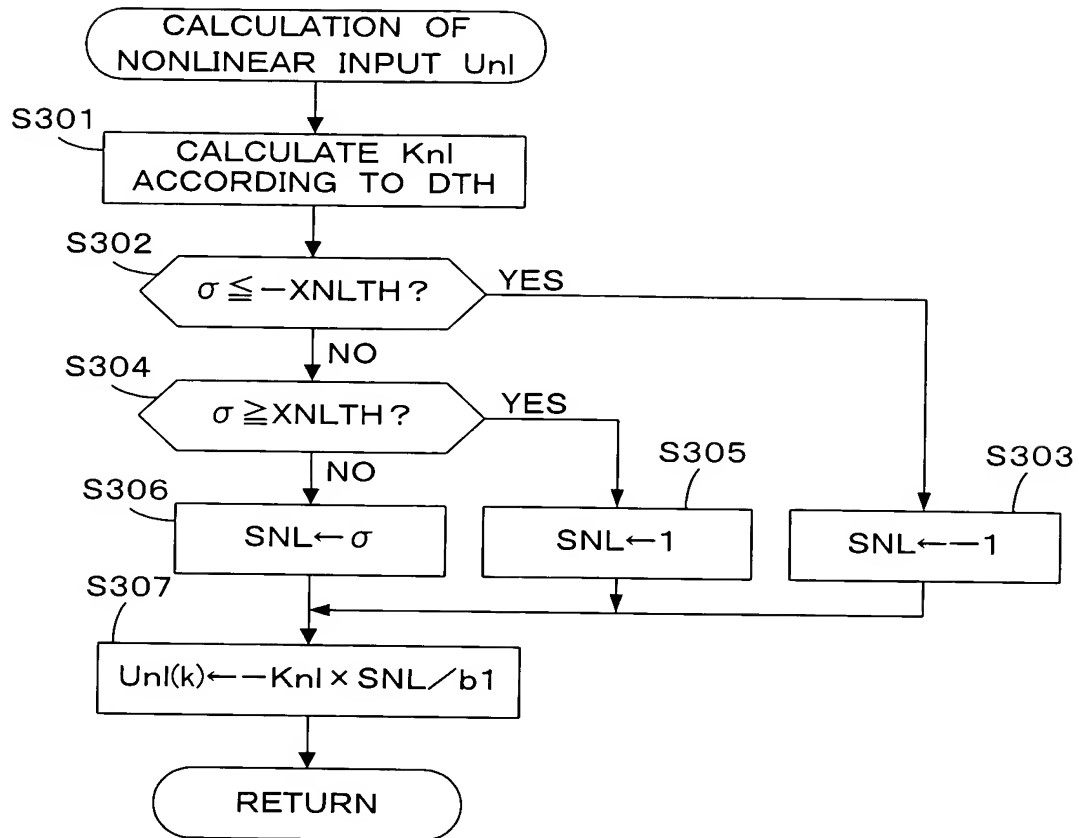 CALCULATION OF
NONLINEAR INPUT Unl
S301
CALCULATE Knl
ACCORDING TO DTH
S302
σ≦−XNLTH?
YES
NO
S304
σ≧XNLTH?
YES
NO
S305
S303
S306
SNL←σ
SNL←1
SNL←−1
S307
Unl(k)←−Knl×SNL/b1
RETURN